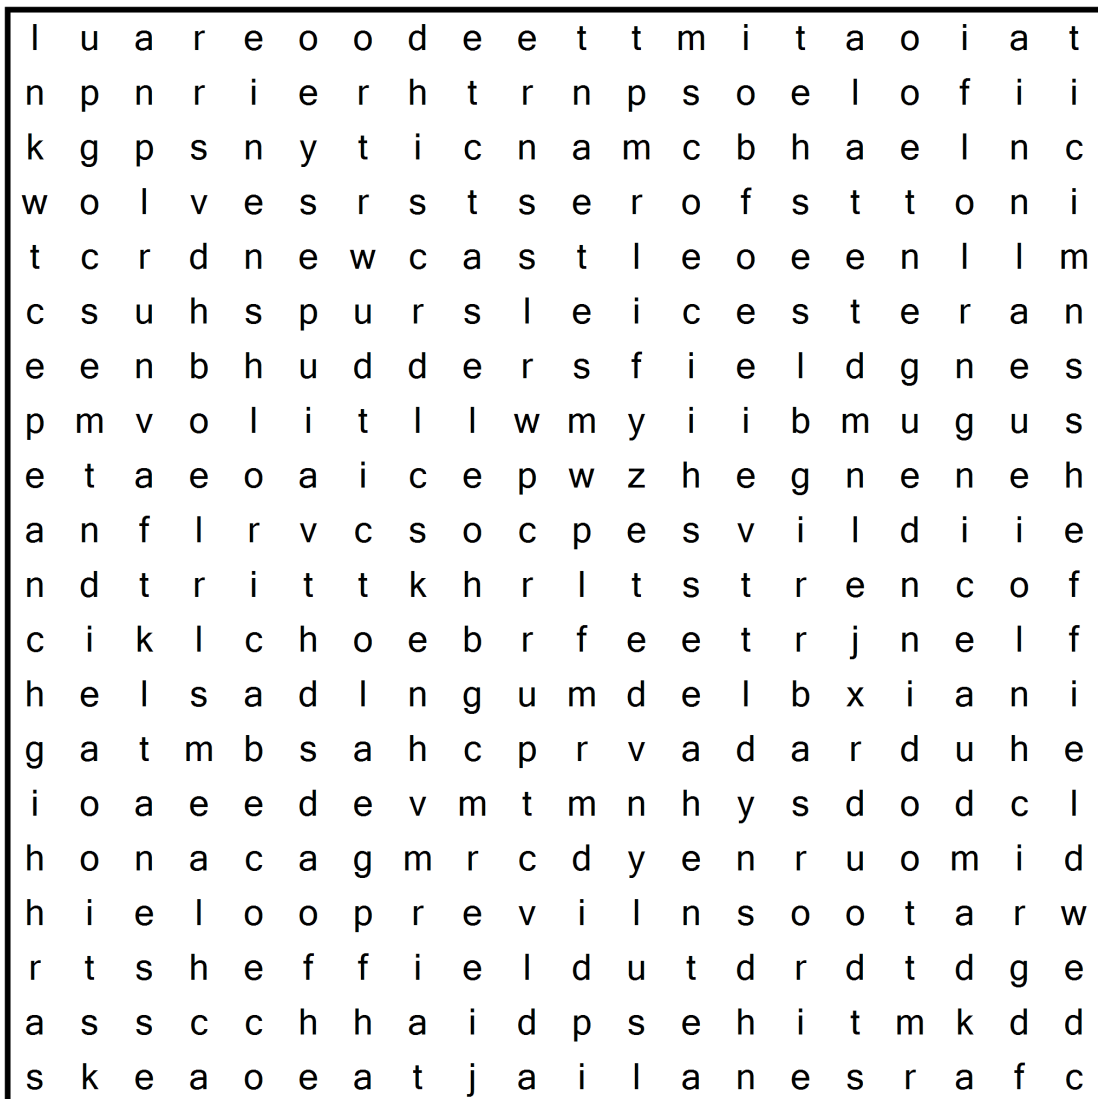 l u a r e o o d e e t t m i t a o i a t
n p n r i e r h t r n p s o e l o f i i
k g p s n y t i c n a m c b h a e l n c
w o l v e s r s t s e r o f s t t o n i
t c r d n e w c a s t l e o e e n l l m
c s u h s p u r s l e i c e s t e r a n
e e n b h u d d e r s f i e l d g n e s
p m v o l i t l l w m y i i b m u g u s
e t a e o a i c e p w z h e g n e n e h
a n f l r v c s o c p e s v i l d i i e
n d t r i t t k h r l t s t r e n c o f
c i k l c h o e b r f e e t r j n e l f
h e l s a d l n g u m d e l b x i a n i
g a t m b s a h c p r v a d a r d u h e
i o a e e d e v m t m n h y s d o d c l
h o n a c a g m r c d y e n r u o m i d
h i e l o o p r e v i l n s o o t a r w
r t s h e f f i e l d u t d r d t d g e
a s s c c h h a i d p s e h i t m k d d
s k e a o e a t j a i l a n e s r a f c